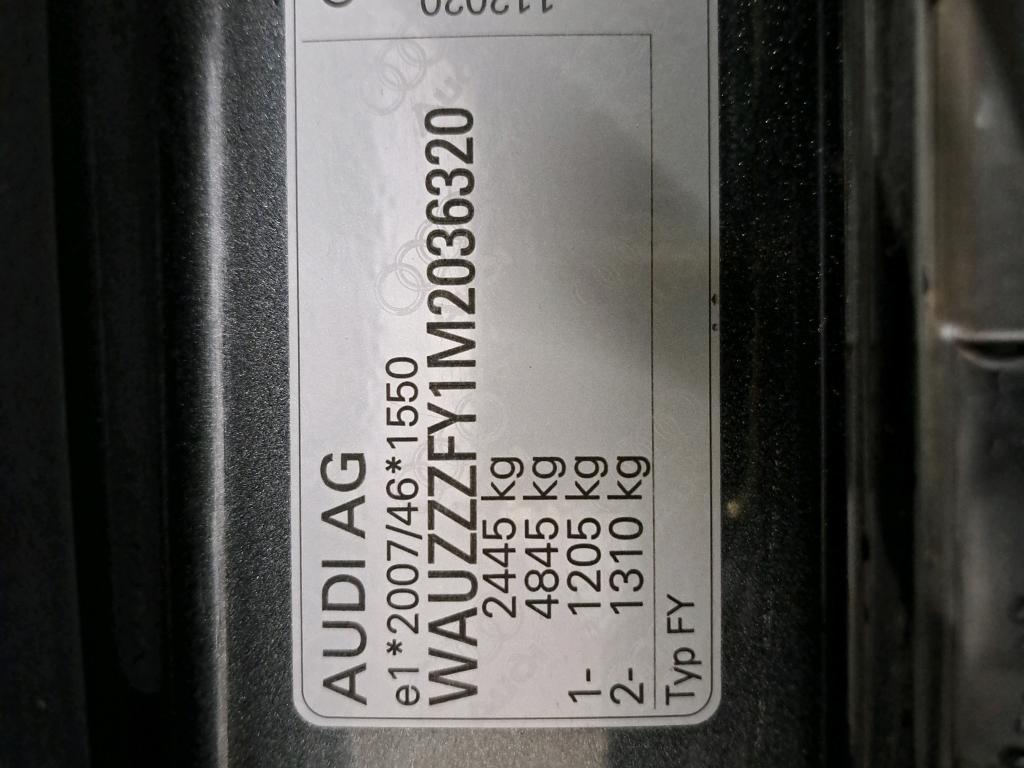 AUDI AG
e1*2007/46*1550
WAUZZZFY1M2036320
2445 kg
4845 kg
1- 1205 kg
2- 1310 kg
Typ FY